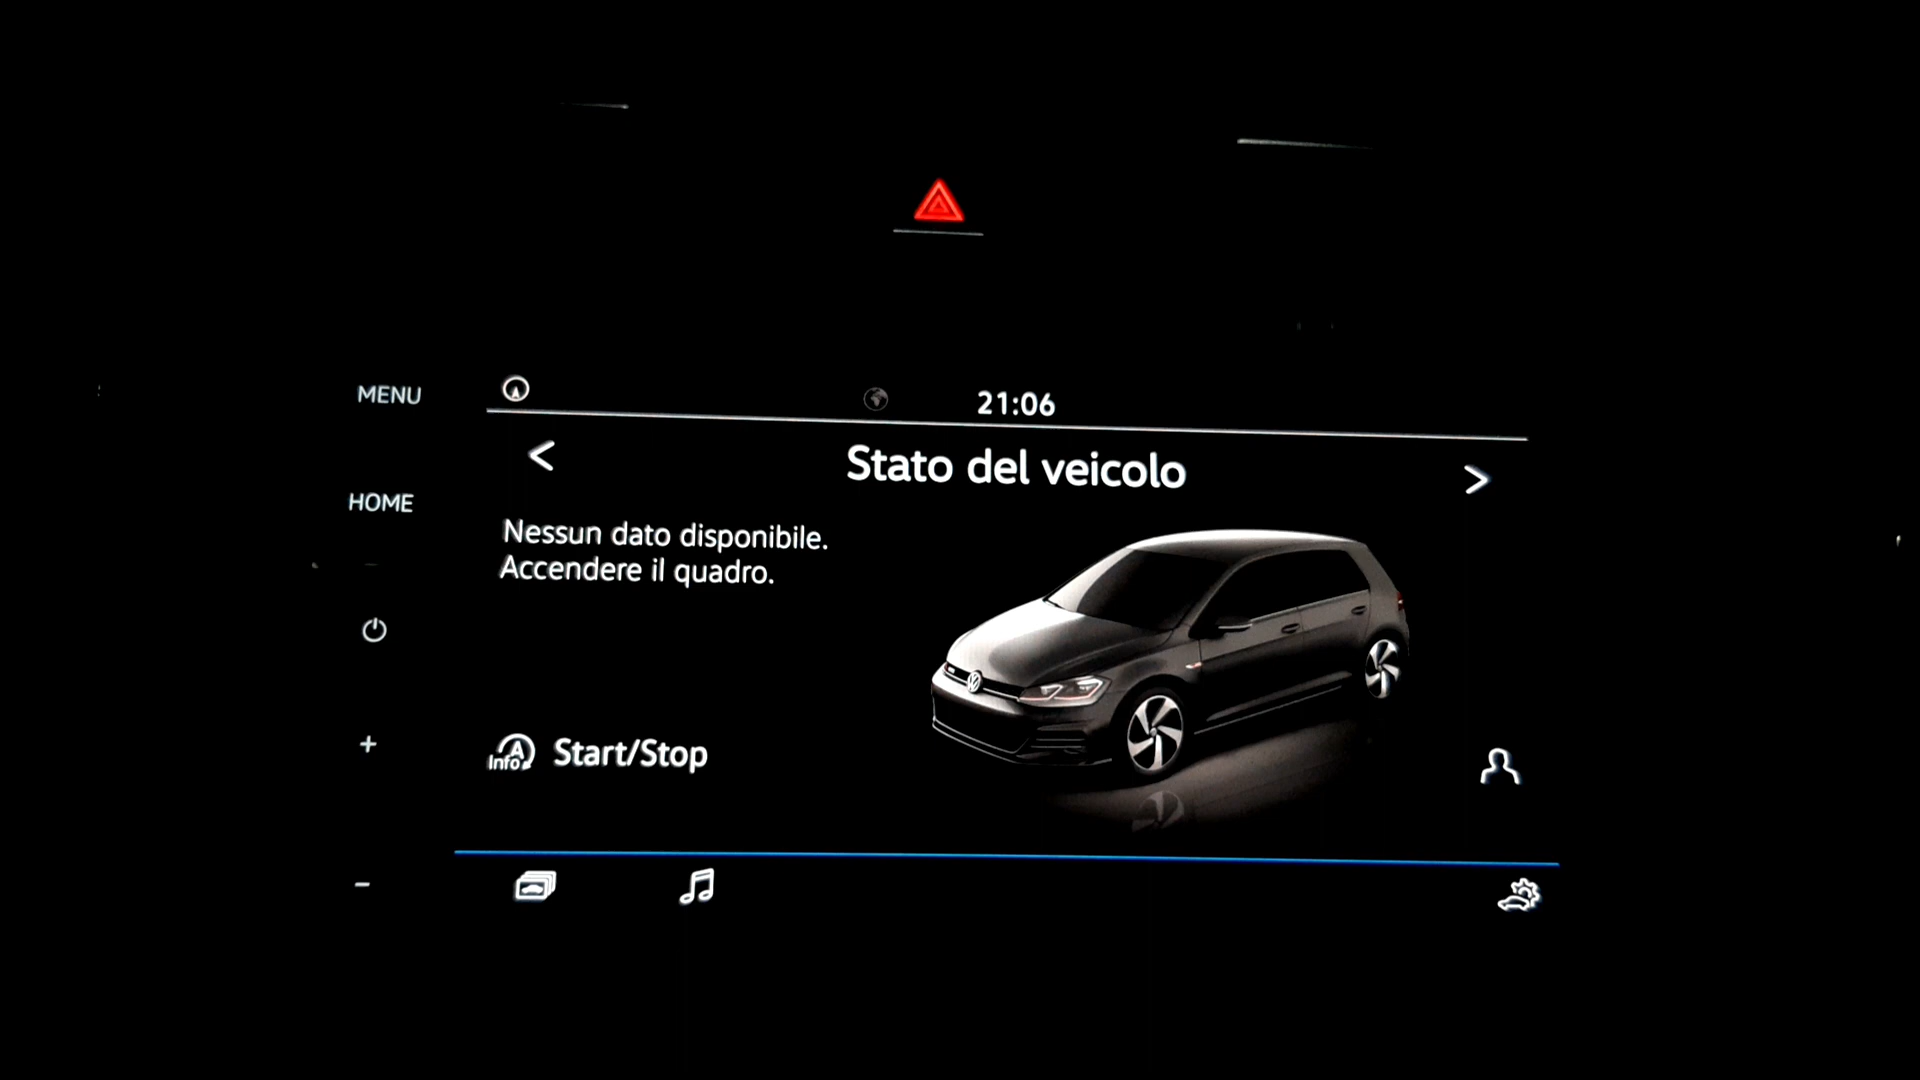 MENU
21:06
< Stato del veicolo >
HOME
Nessun dato disponibile.
Accendere il quadro.
Info A Start/Stop
+
-